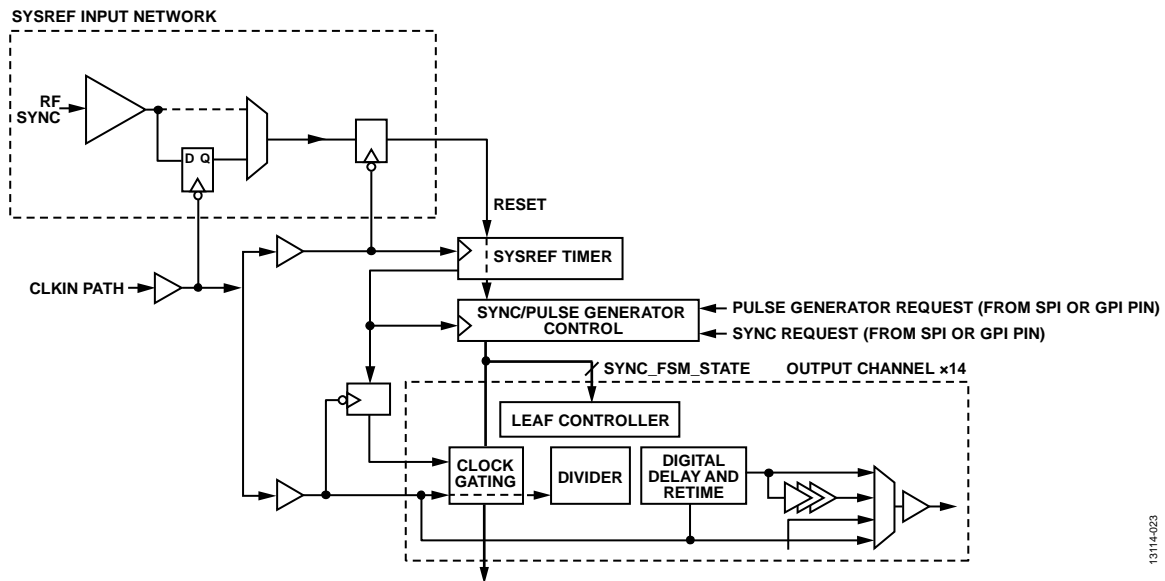 SYSREF INPUT NETWORK
RF
SYNC
D Q
RESET
SYSREF TIMER
CLKIN PATH
SYNC/PULSE GENERATOR
CONTROL
PULSE GENERATOR REQUEST (FROM SPI OR GPI PIN)
SYNC REQUEST (FROM SPI OR GPI PIN)
SYNC_FSM_STATE
OUTPUT CHANNEL ×14
LEAF CONTROLLER
CLOCK
GATING
DIVIDER
DIGITAL
DELAY AND
RETIME
13114-023